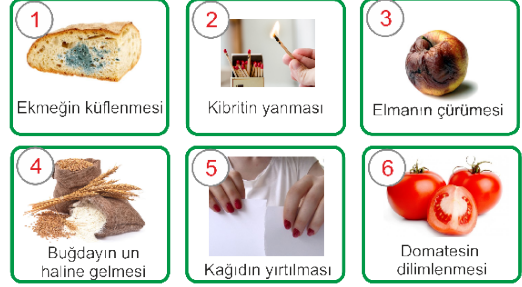 1
Ekmeğin küflenmesi
2
Kibritin yanması
3
Elmanın çürümesi
4
Buğdayın un
haline gelmesi
5
Kağıdın yırtılması
6
Domatesin
dilimlenmesi